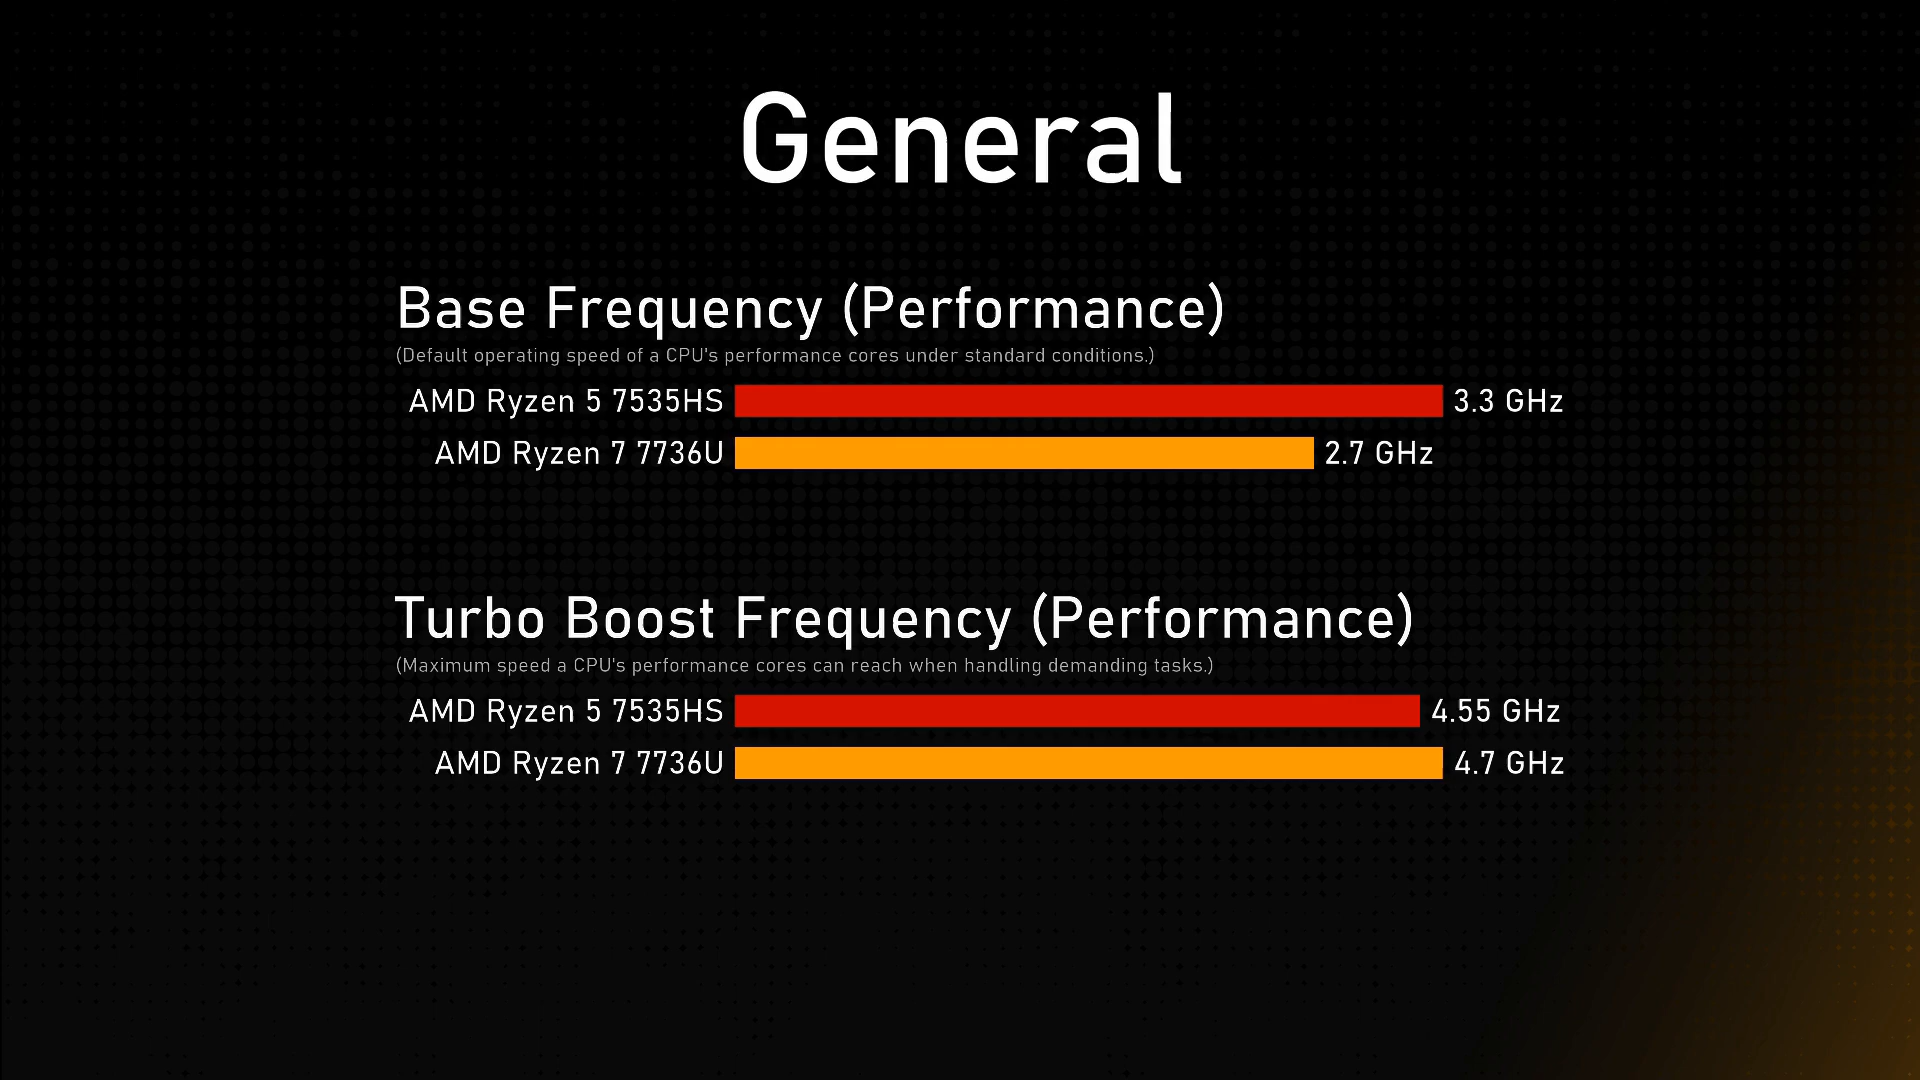 General
Base Frequency (Performance)
(Default operating speed of a CPU's performance cores under standard conditions.)
AMD Ryzen 5 7535HS 3.3 GHz
AMD Ryzen 7 7736U 2.7 GHz
Turbo Boost Frequency (Performance)
(Maximum speed a CPU's performance cores can reach when handling demanding tasks.)
AMD Ryzen 5 7535HS 4.55 GHz
AMD Ryzen 7 7736U 4.7 GHz